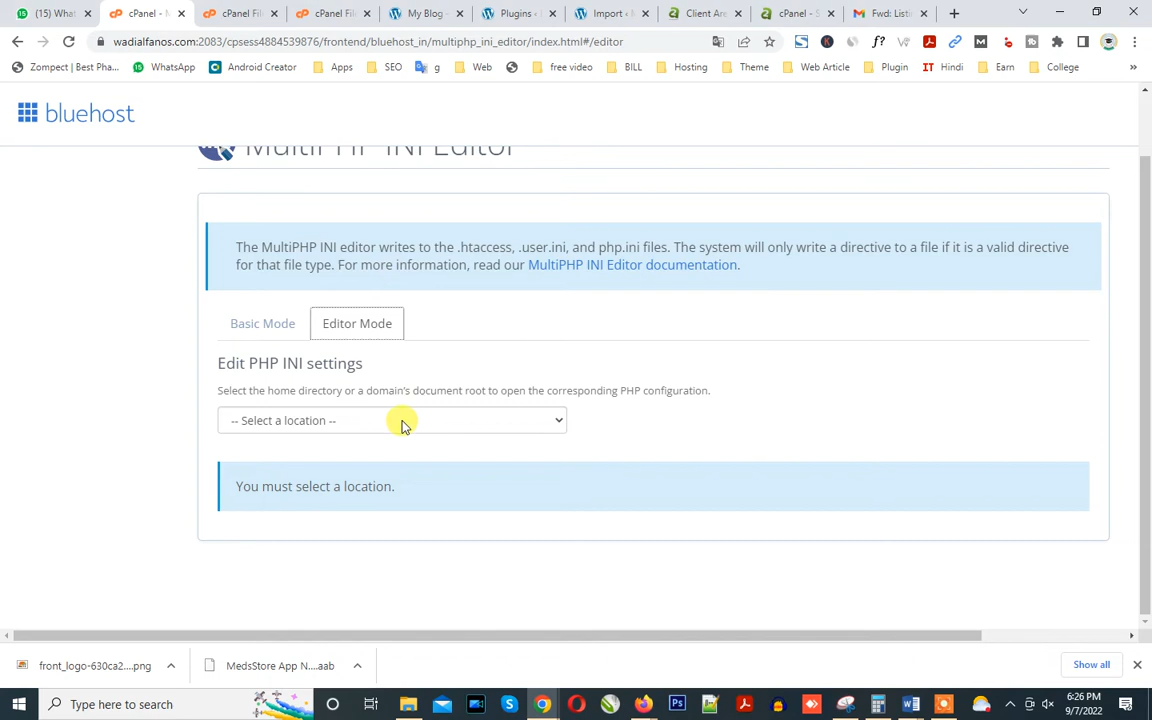 (15) What
cPanel - M
cPanel File
cPanel File
My Blog -
Plugins ‹
Import ‹ M
Client Are
cPanel - S
Fwd: Listi
wadialfanos.com:2083/cpsess4884539876/frontend/bluehost_in/multiphp_ini_editor/index.html#/editor
Zompect | Best Pha...
WhatsApp
Android Creator
Apps
SEO
g
Web
free video
BILL
Hosting
Theme
Web Article
Plugin
Hindi
Earn
College
bluehost
MultiPHP INI Editor
The MultiPHP INI editor writes to the .htaccess, .user.ini, and php.ini files. The system will only write a directive to a file if it is a valid directive
for that file type. For more information, read our MultiPHP INI Editor documentation.
Basic Mode
Editor Mode
Edit PHP INI settings
Select the home directory or a domain's document root to open the corresponding PHP configuration.
-- Select a location --
You must select a location.
front_logo-630ca2....png
MedsStore App N....aab
Show all
Type here to search
6:26 PM
9/7/2022